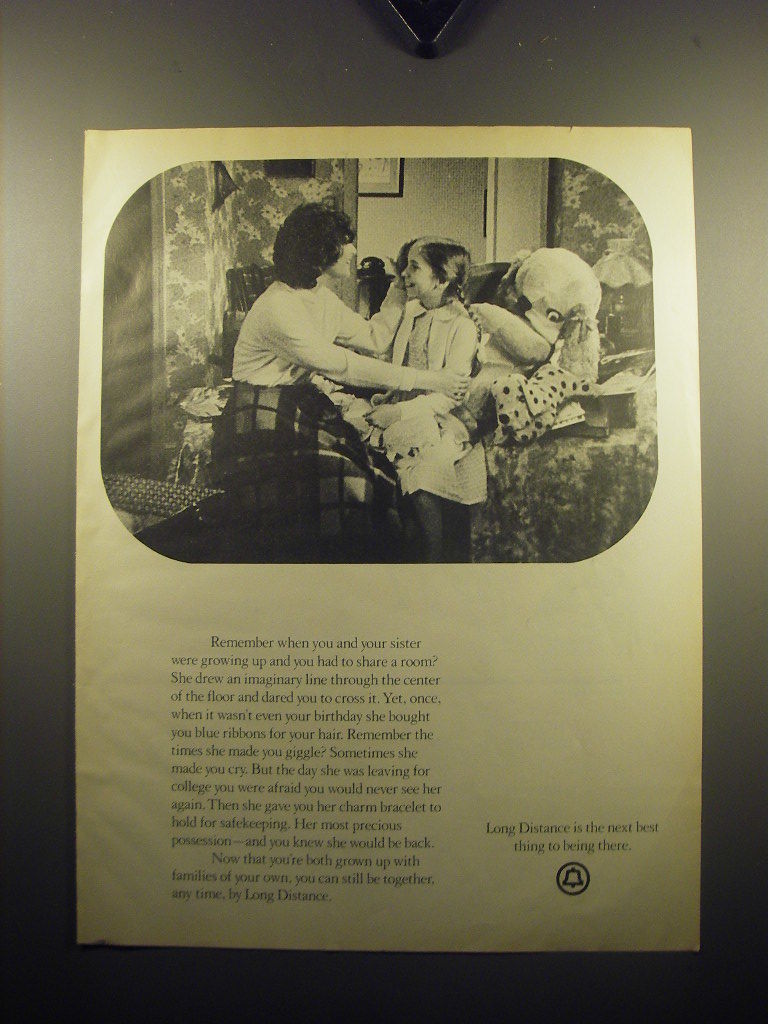 Remember when you and your sister
were growing up and you had to share a room?
She drew an imaginary line through the center
of the floor and dared you to cross it. Yet, once,
when it wasn't even your birthday she bought
you blue ribbons for your hair. Remember the
times she made you giggle? Sometimes she
made you cry. But the day she was leaving for
college you were afraid you would never see her
again. Then she gave you her charm bracelet to
hold for safekeeping. Her most precious
possession—and you knew she would be back.
Now that you're both grown up with
families of your own, you can still be together,
any time, by Long Distance.
Long Distance is the next best
thing to being there.